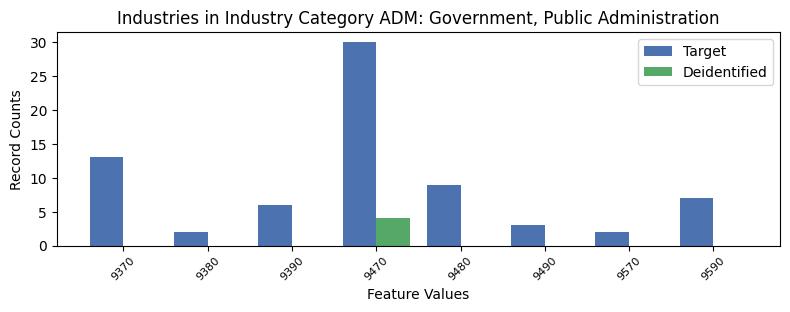 Industries in Industry Category ADM: Government, Public Administration
Target
Deidentified
Record Counts
30
25
20
15
10
5
0
9370 9380 9390 9470 9480 9490 9570 9590
Feature Values